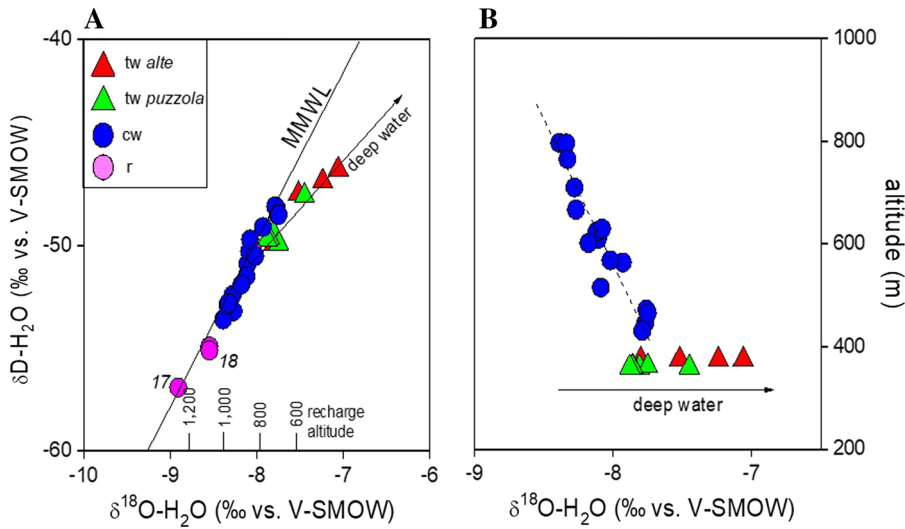 A
-40
-50
-60
δD-H₂O (‰ vs. V-SMOW)
tw alte
tw puzzola
cw
r
MMWL
deep water
17
18
1,200
1,000
800
600
recharge
altitude
-10 -9 -8 -7 -6
δ¹⁸O-H₂O (‰ vs. V-SMOW)
B
1000
800
600
400
200
altitude (m)
deep water
-9 -8 -7
δ¹⁸O-H₂O (‰ vs. V-SMOW)